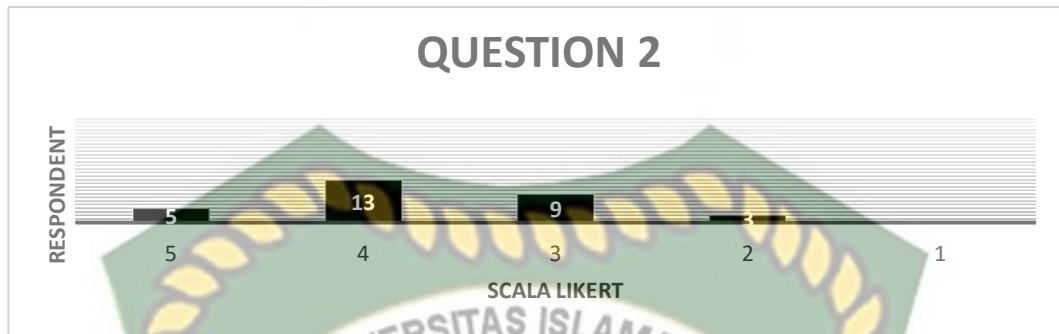 QUESTION 2
RESPONDENT
5 13 9 3
5 4 3 2 1
SCALA LIKERT
ERSITAS ISLAM